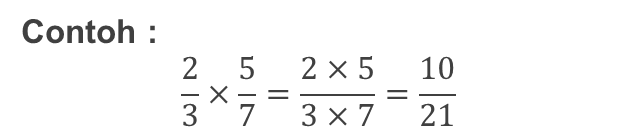 Contoh :
2/3 × 5/7 = 2 × 5/3 × 7 = 10/21